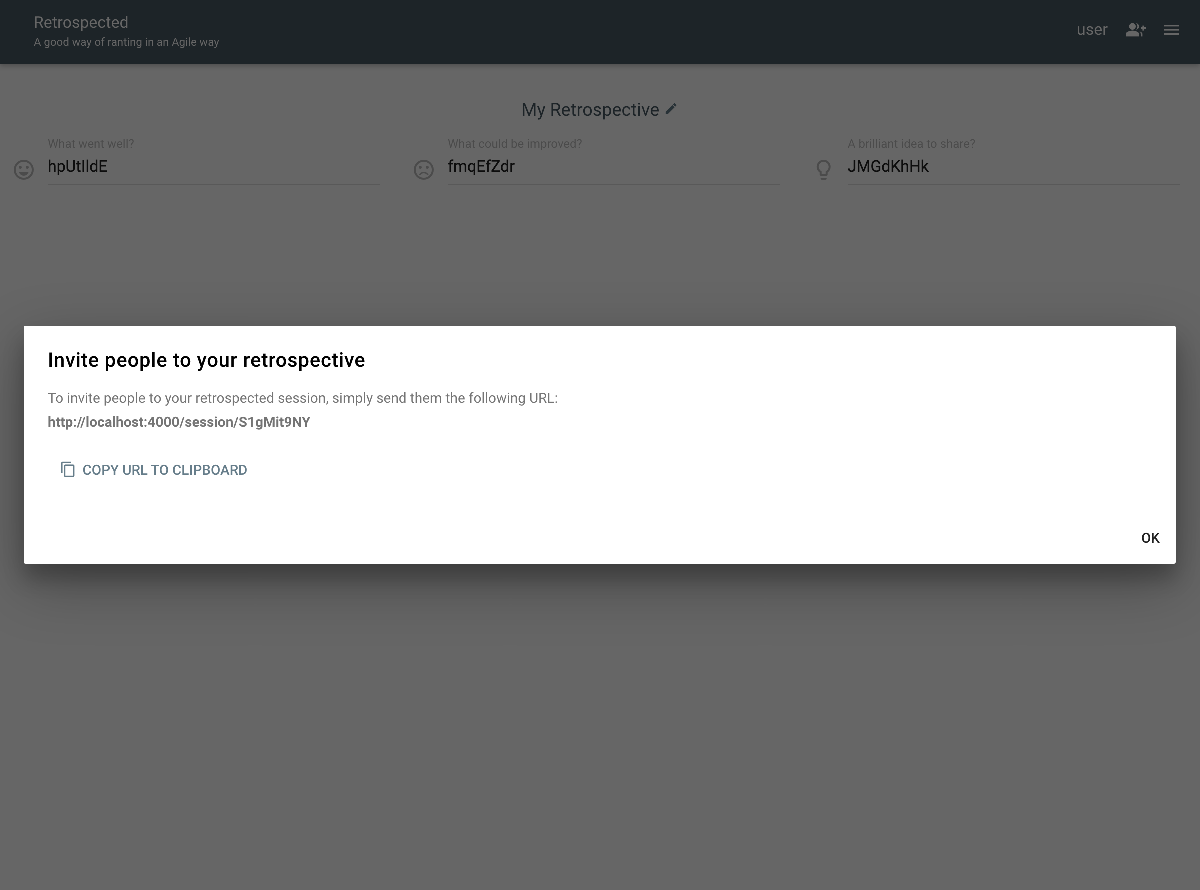 Retrospected
A good way of ranting in an Agile way
user
My Retrospective
What went well?
hpUtIldE
What could be improved?
fmqEfZdr
A brilliant idea to share?
JMGdKhHk
Invite people to your retrospective
To invite people to your retrospected session, simply send them the following URL:
http://localhost:4000/session/S1gMit9NY
COPY URL TO CLIPBOARD
OK